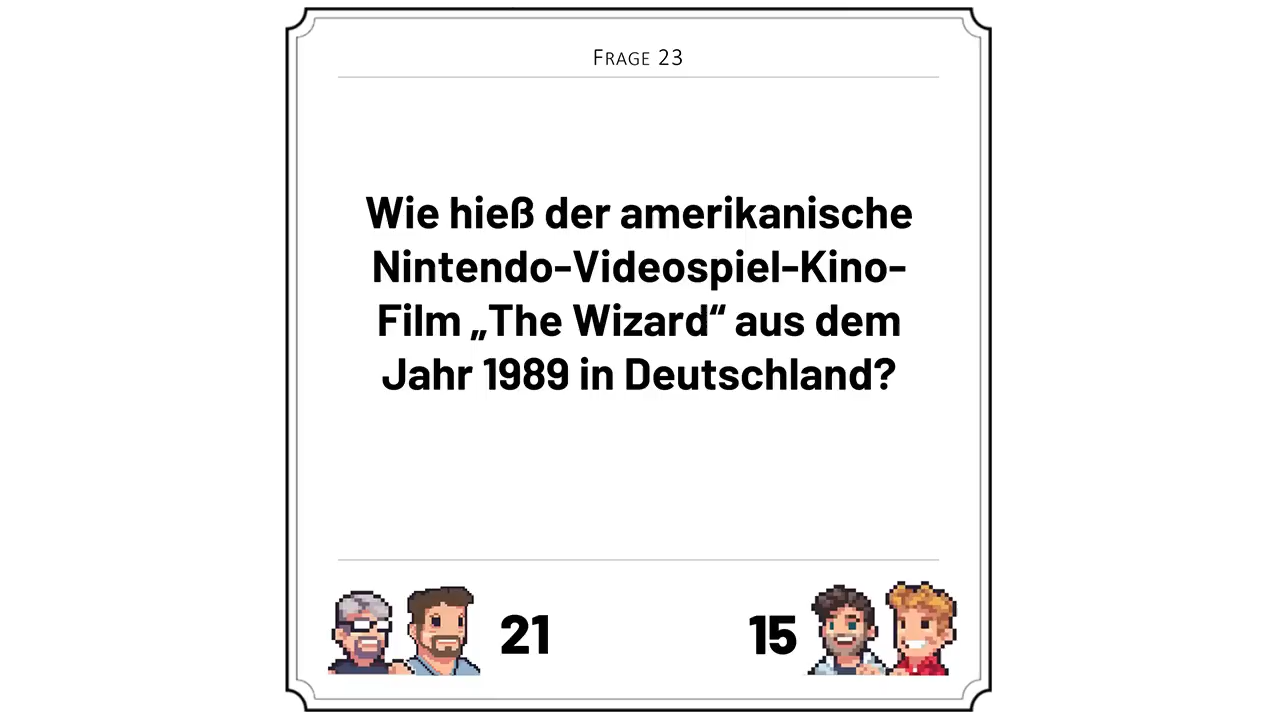 Frage 23
Wie hieß der amerikanische
Nintendo-Videospiel-Kino-
Film „The Wizard“ aus dem
Jahr 1989 in Deutschland?
21
15